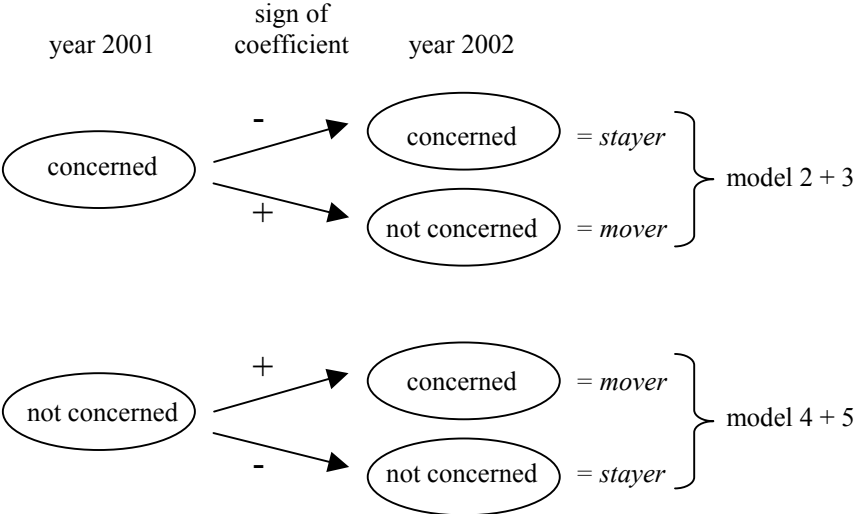 sign of
year 2001 coefficient year 2002
- concerned = stayer
concerned model 2 + 3
+ not concerned = mover
+ concerned = mover
not concerned model 4 + 5
- not concerned = stayer